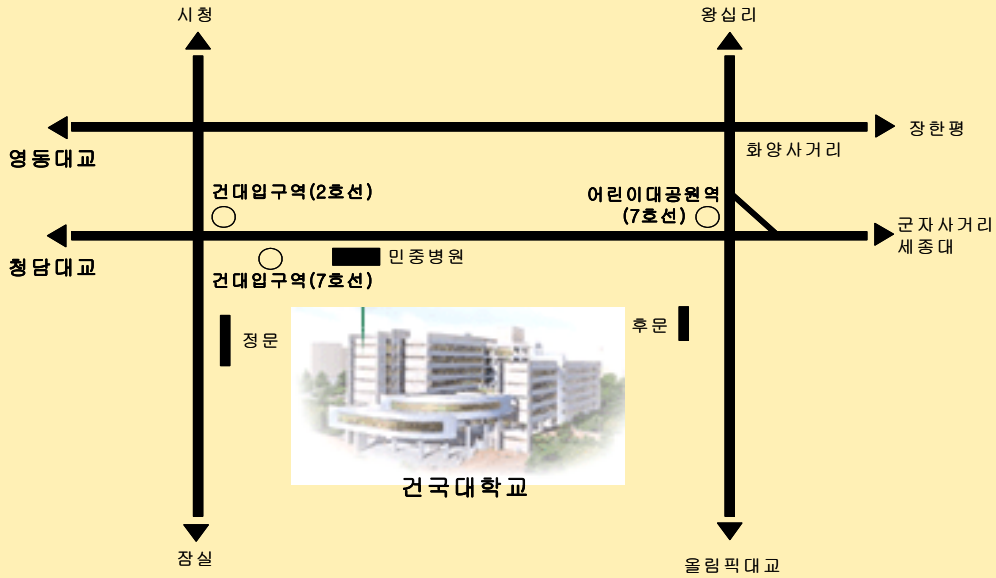 시청
왕십리
장한평
영동대교
화양사거리
건대입구역(2호선)
어린이대공원역
(7호선)
군자사거리
세종대
청담대교
민중병원
건대입구역(7호선)
정문
후문
건국대학교
잠실
올림픽대교